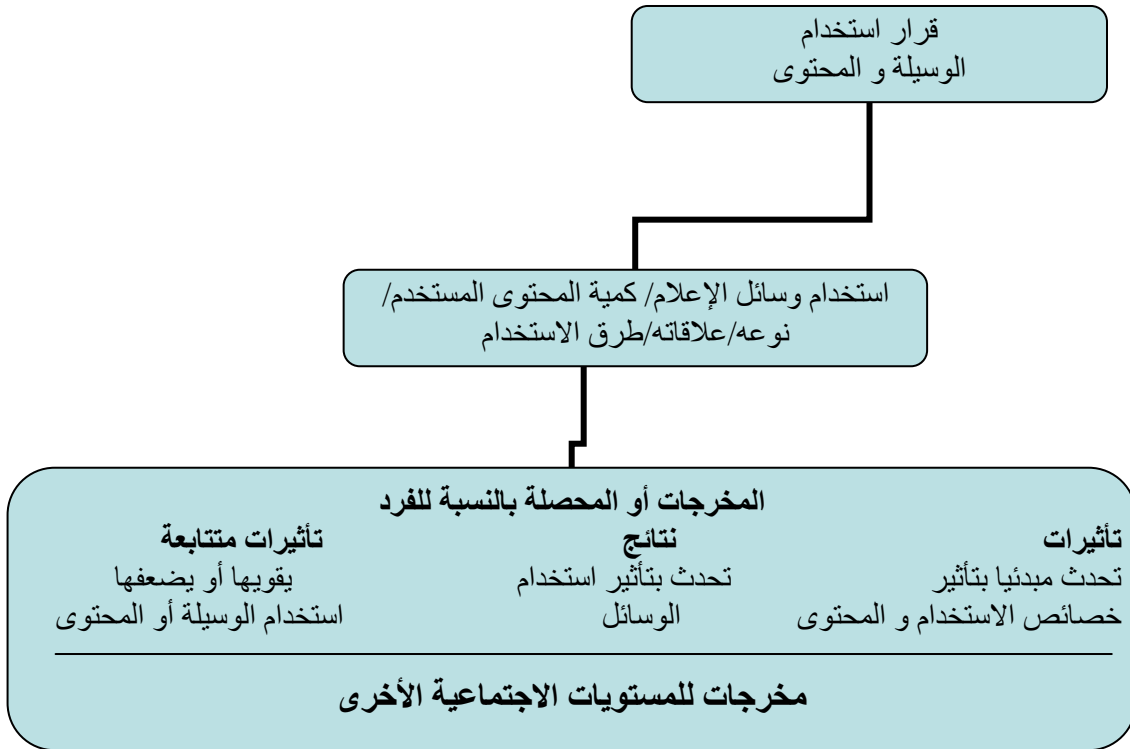 قرار استخدام
الوسيلة و المحتوى
استخدام وسائل الإعلام/ كمية المحتوى المستخدم/
نوعه/علاقاته/طرق الاستخدام
المخرجات أو المحصلة بالنسبة للفرد
تأثيرات
تحدث مبدئيا بتأثير
خصائص الاستخدام و المحتوى
نتائج
تحدث بتأثير استخدام
الوسائل
تأثيرات متتابعة
يقويها أو يضعفها
استخدام الوسيلة أو المحتوى
مخرجات للمستويات الاجتماعية الأخرى